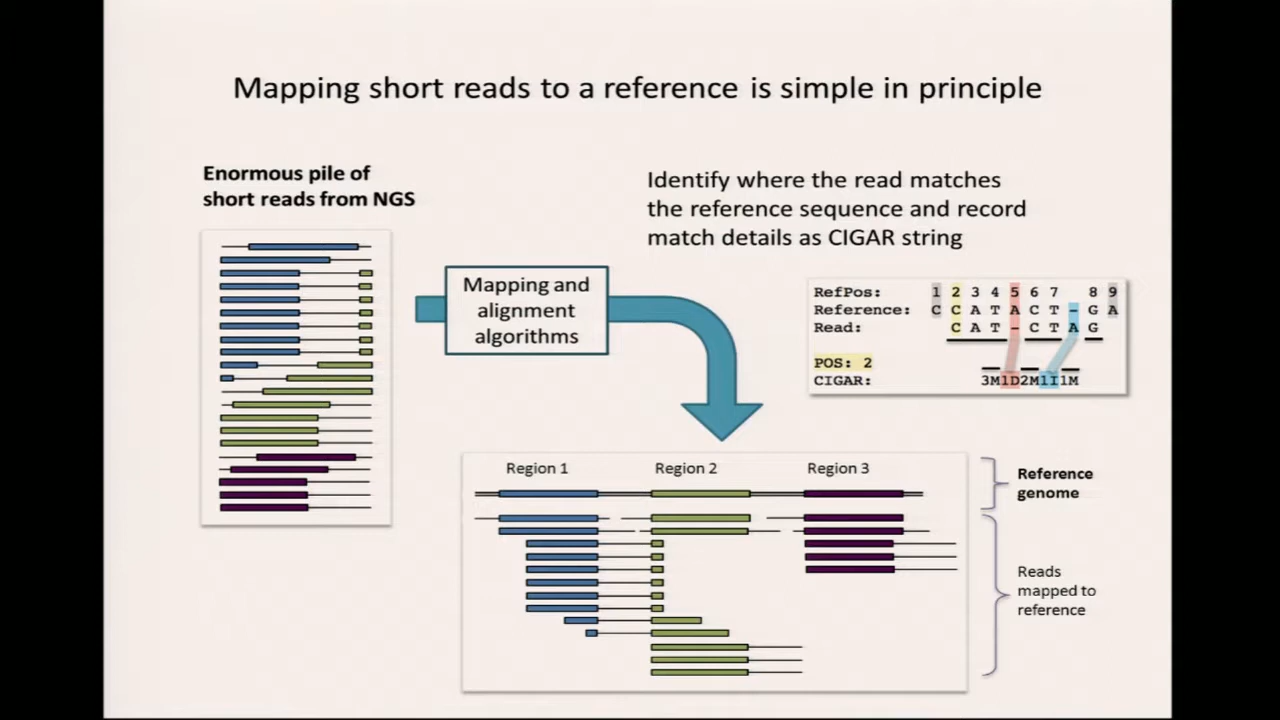 Mapping short reads to a reference is simple in principle
Enormous pile of
short reads from NGS
Mapping and
alignment
algorithms
Identify where the read matches
the reference sequence and record
match details as CIGAR string
RefPos: 1 2 3 4 5 6 7 8 9
Reference: C C A T A C T - G A
Read: C A T - C T A G
POS: 2
CIGAR: 3M1D2M1I1M
Region 1 Region 2 Region 3
Reference
genome
Reads
mapped to
reference